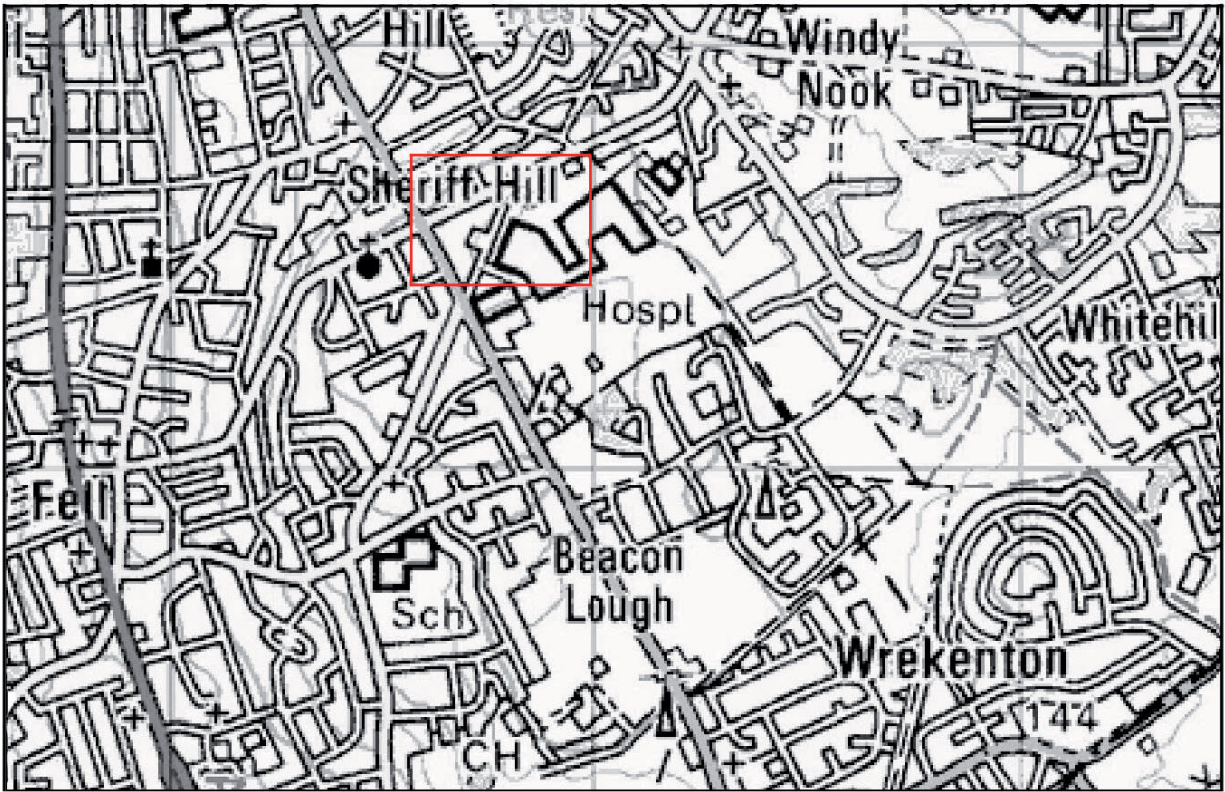 Hill
Windy
Nook
Sheriff Hill
Hospl
Whitehil
Fell
Beacon
Lough
Sch
Wrekenton
144
CH